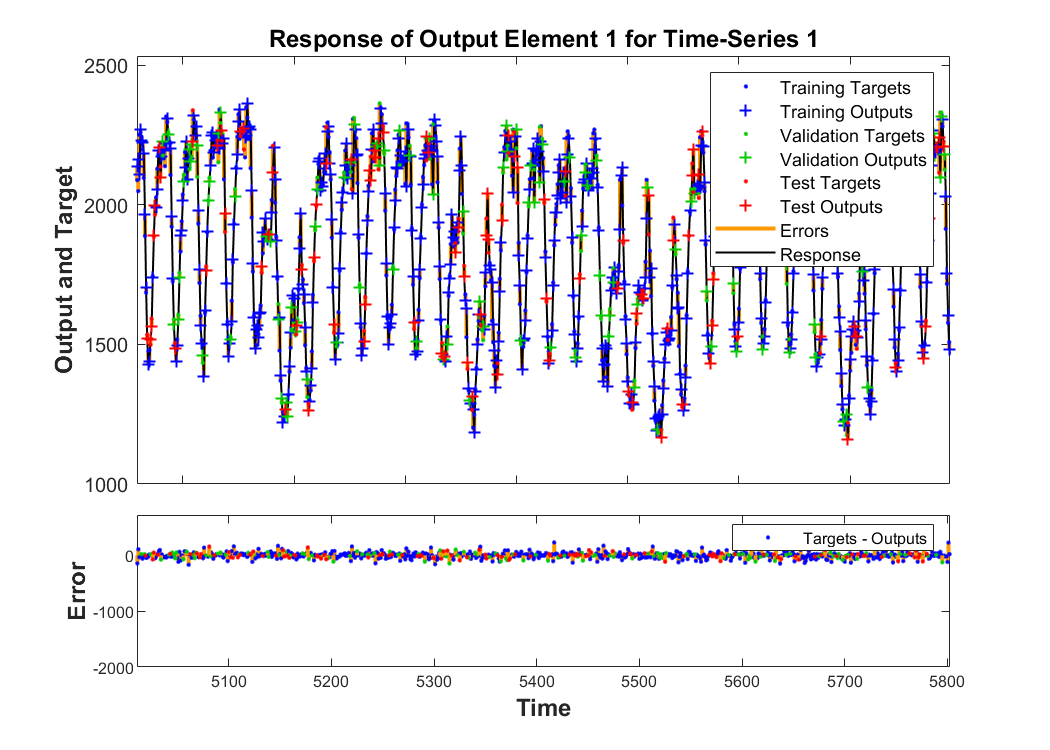 Response of Output Element 1 for Time-Series 1
2500
2000
1500
1000
Output and Target
Training Targets
Training Outputs
Validation Targets
Validation Outputs
Test Targets
Test Outputs
Errors
Response
0
-1000
-2000
Error
Targets - Outputs
5100 5200 5300 5400 5500 5600 5700 5800
Time